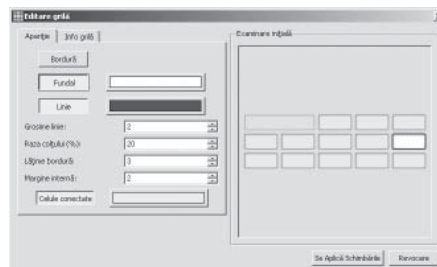 Editare grilă
Apariție
Info grilă
Examinare inițială
Bordură
Fundal
Linie
Grosime linie: 2
Raza colțului (%): 20
Lățime bordură 3
Margine internă: 2
Celule conectate
Se Aplică Schimbările
Revocare